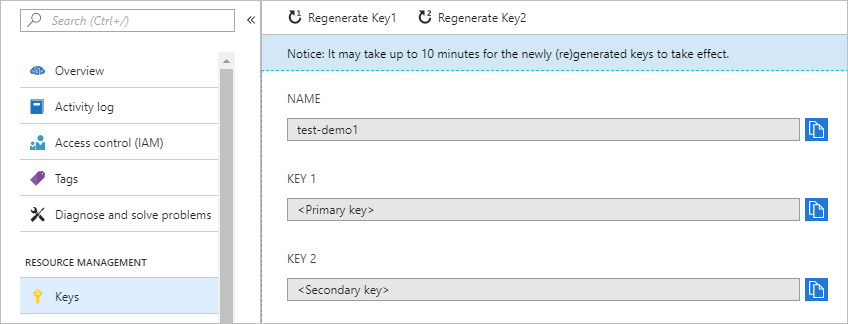 Search (Ctrl+/)
«
Overview
Activity log
Access control (IAM)
Tags
Diagnose and solve problems
RESOURCE MANAGEMENT
Keys
1 Regenerate Key1
2 Regenerate Key2
Notice: It may take up to 10 minutes for the newly (re)generated keys to take effect.
NAME
test-demo1
KEY 1
<Primary key>
KEY 2
<Secondary key>